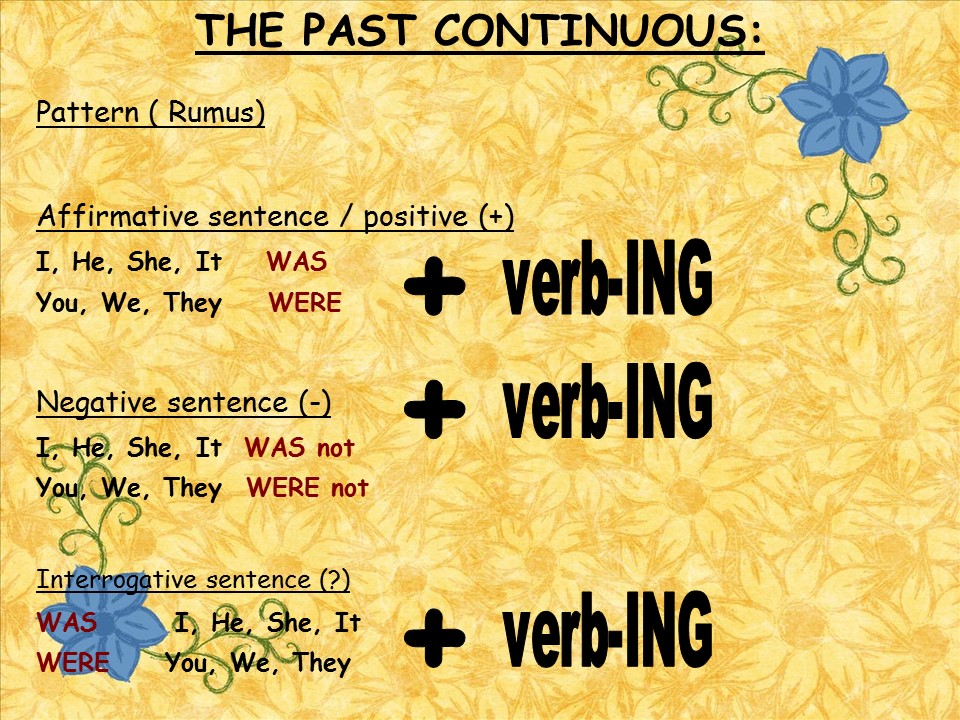 THE PAST CONTINUOUS:
Pattern ( Rumus)
Affirmative sentence / positive (+)
I, He, She, It WAS
You, We, They WERE
+ verb-ING
Negative sentence (-)
I, He, She, It WAS not
You, We, They WERE not
+ verb-ING
Interrogative sentence (?)
WAS I, He, She, It
WERE You, We, They
+ verb-ING